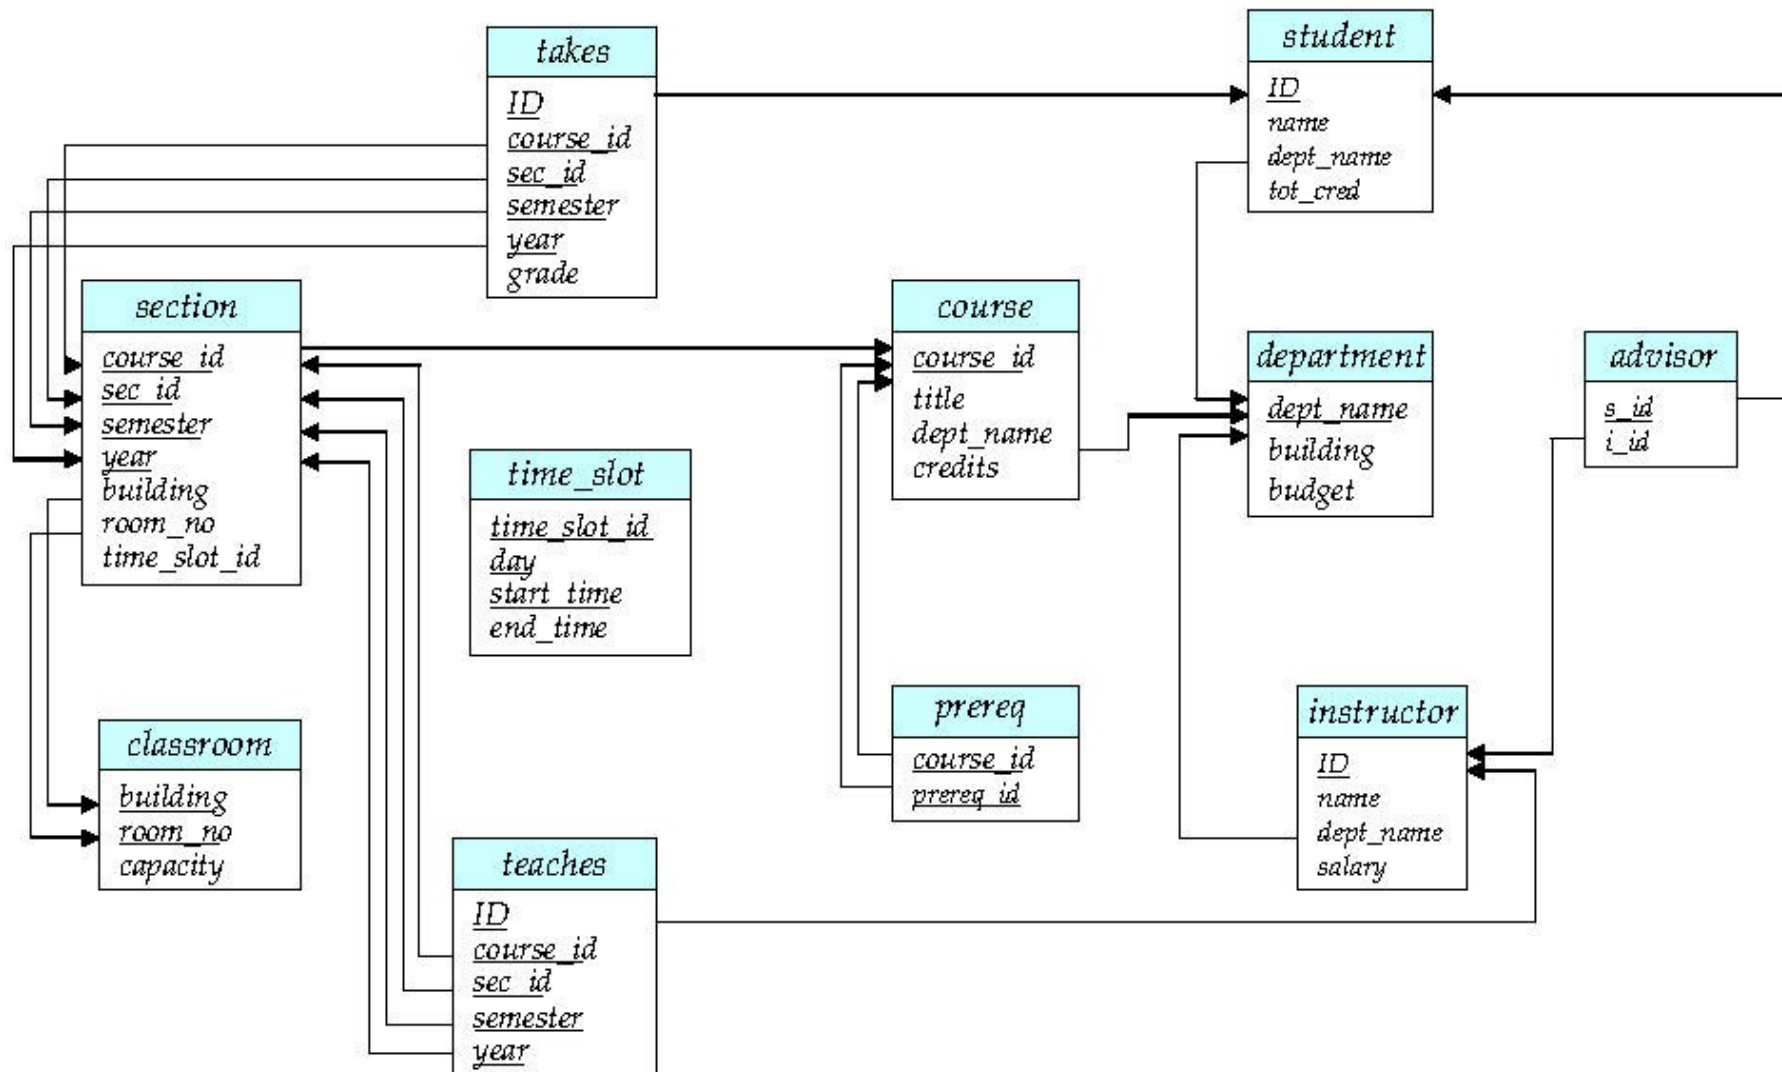 takes
ID
course_id
sec_id
semester
year
grade
student
ID
name
dept_name
tot_cred
section
course_id
sec_id
semester
year
building
room_no
time_slot_id
course
course_id
title
dept_name
credits
department
dept_name
building
budget
advisor
s_id
i_id
time_slot
time_slot_id
day
start_time
end_time
prereq
course_id
prereq_id
instructor
ID
name
dept_name
salary
classroom
building
room_no
capacity
teaches
ID
course_id
sec_id
semester
year